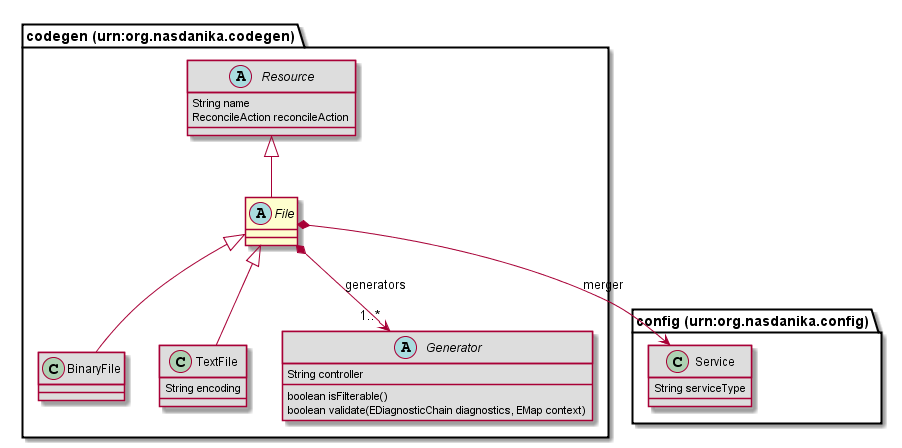 codegen (urn:org.nasdanika.codegen)
A Resource
String name
ReconcileAction reconcileAction
A File
generators
merger
1..*
config (urn:org.nasdanika.config)
C BinaryFile
C TextFile
String encoding
A Generator
String controller
boolean isFilterable()
boolean validate(EDiagnosticChain diagnostics, EMap context)
C Service
String serviceType